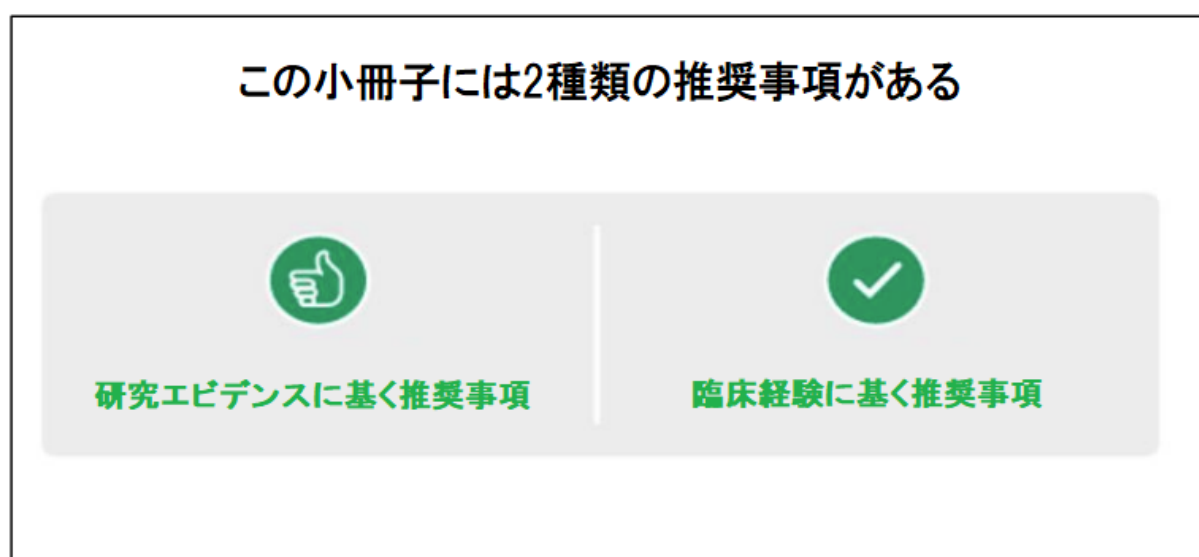 この小冊子には2種類の推奨事項がある
研究エビデンスに基く推奨事項
臨床経験に基く推奨事項